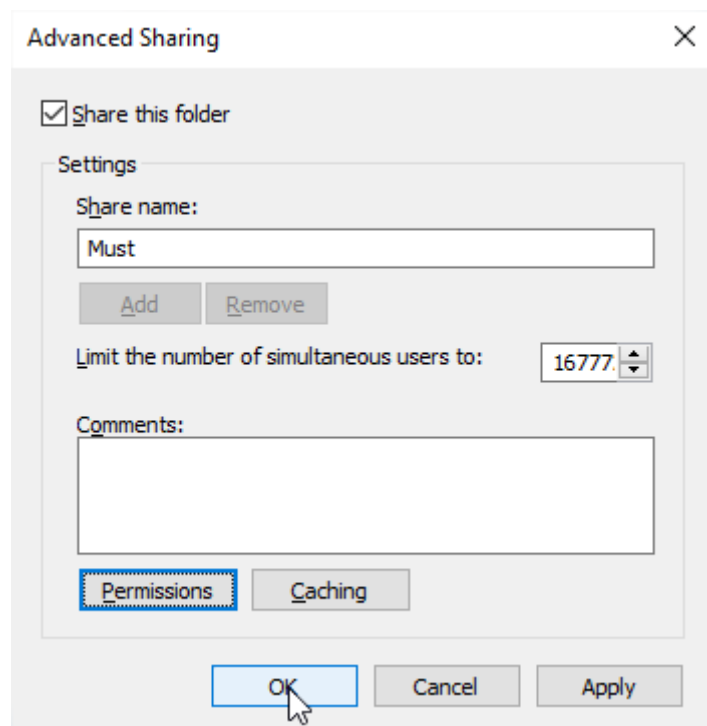 Advanced Sharing
Share this folder
Settings
Share name:
Must
Add Remove
Limit the number of simultaneous users to: 16777
Comments:
Permissions Caching
OK Cancel Apply